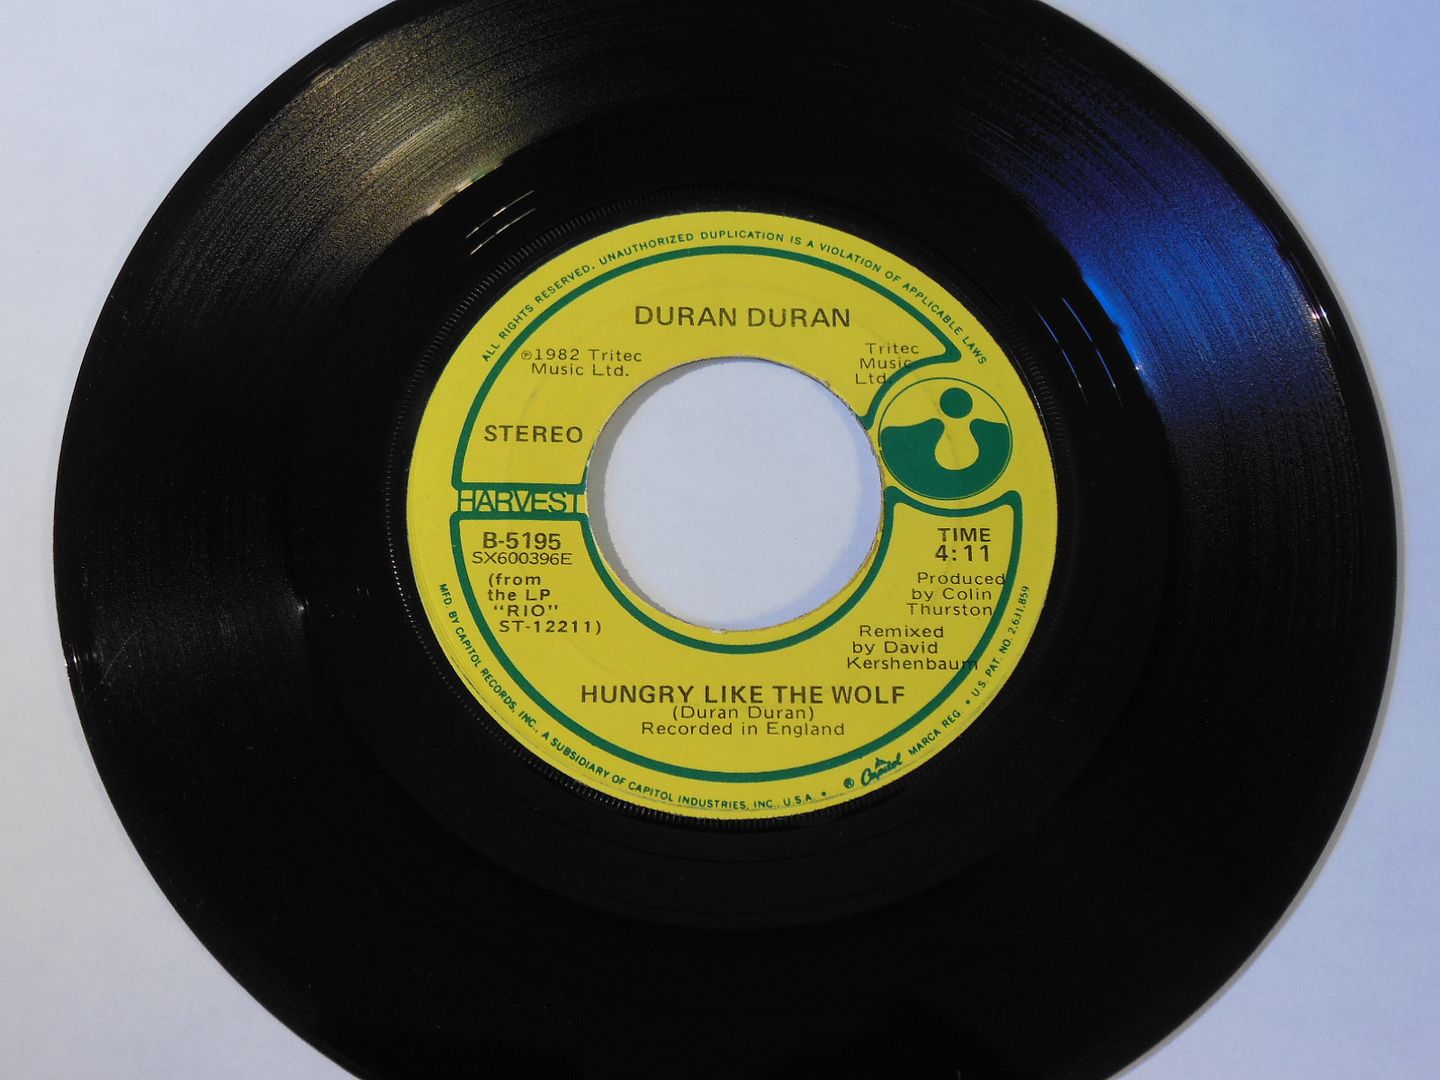 ALL RIGHTS RESERVED. UNAUTHORIZED DUPLICATION IS A VIOLATION OF APPLICABLE LAWS
DURAN DURAN
℗1982 Tritec
Music Ltd.
Tritec
Music
Ltd.
STEREO
HARVEST
B-5195
SX600396E
(from
the LP
"RIO"
ST-12211)
TIME
4:11
Produced
by Colin
Thurston
Remixed
by David
Kershenbaum
HUNGRY LIKE THE WOLF
(Duran Duran)
Recorded in England
MFD. BY CAPITOL RECORDS, INC., A SUBSIDIARY OF CAPITOL INDUSTRIES, INC., U.S.A. • ® Capitol MARCA REG. • U.S. PAT. NO. 2,631,859